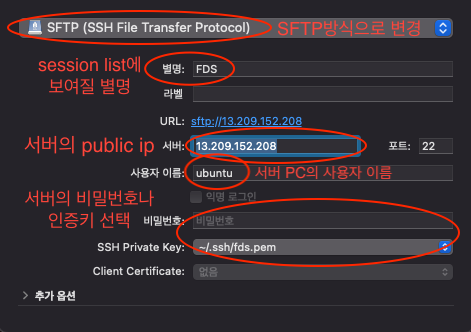 SFTP (SSH File Transfer Protocol) SFTP방식으로 변경
session list에
보여질 별명
별명: FDS
라벨
URL: sftp://13.209.152.208
서버의 public ip 서버: 13.209.152.208 포트: 22
사용자 이름: ubuntu 서버 PC의 사용자 이름
서버의 비밀번호나
인증키 선택
익명 로그인
비밀번호: 비밀번호
SSH Private Key: ~/.ssh/fds.pem
Client Certificate: 없음
추가 옵션